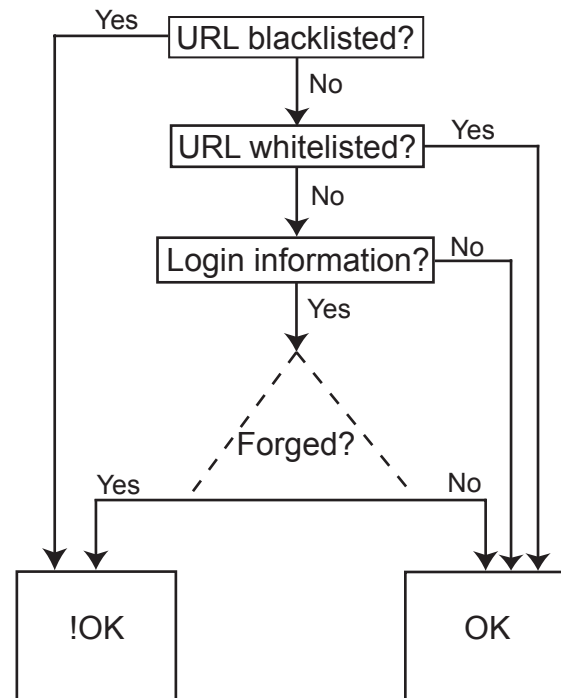 Yes
URL blacklisted?
No
URL whitelisted?
Yes
No
Login information?
No
Yes
Forged?
Yes
No
!OK
OK